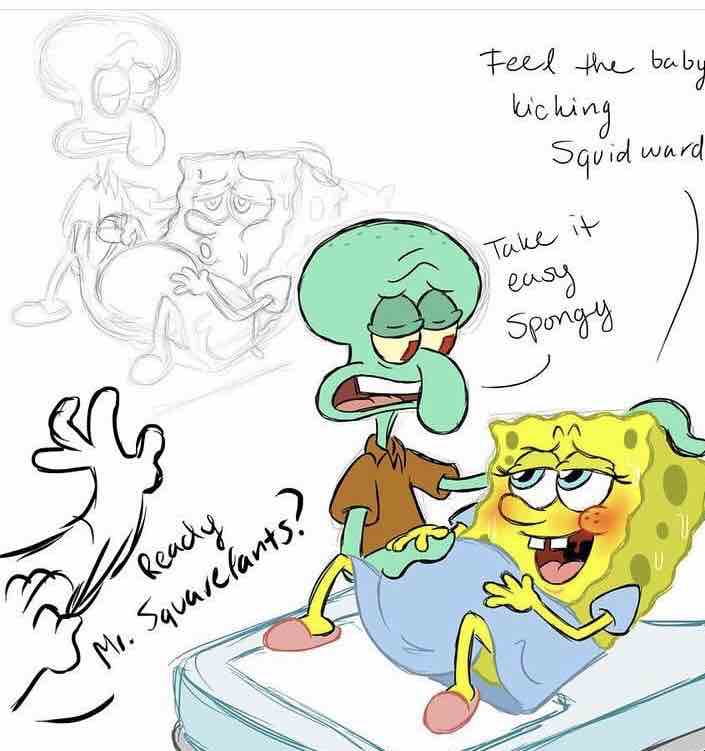 Feel the baby
kicking
Squidward
Take it
easy
Spongy
Ready
Mr. Squarepants?